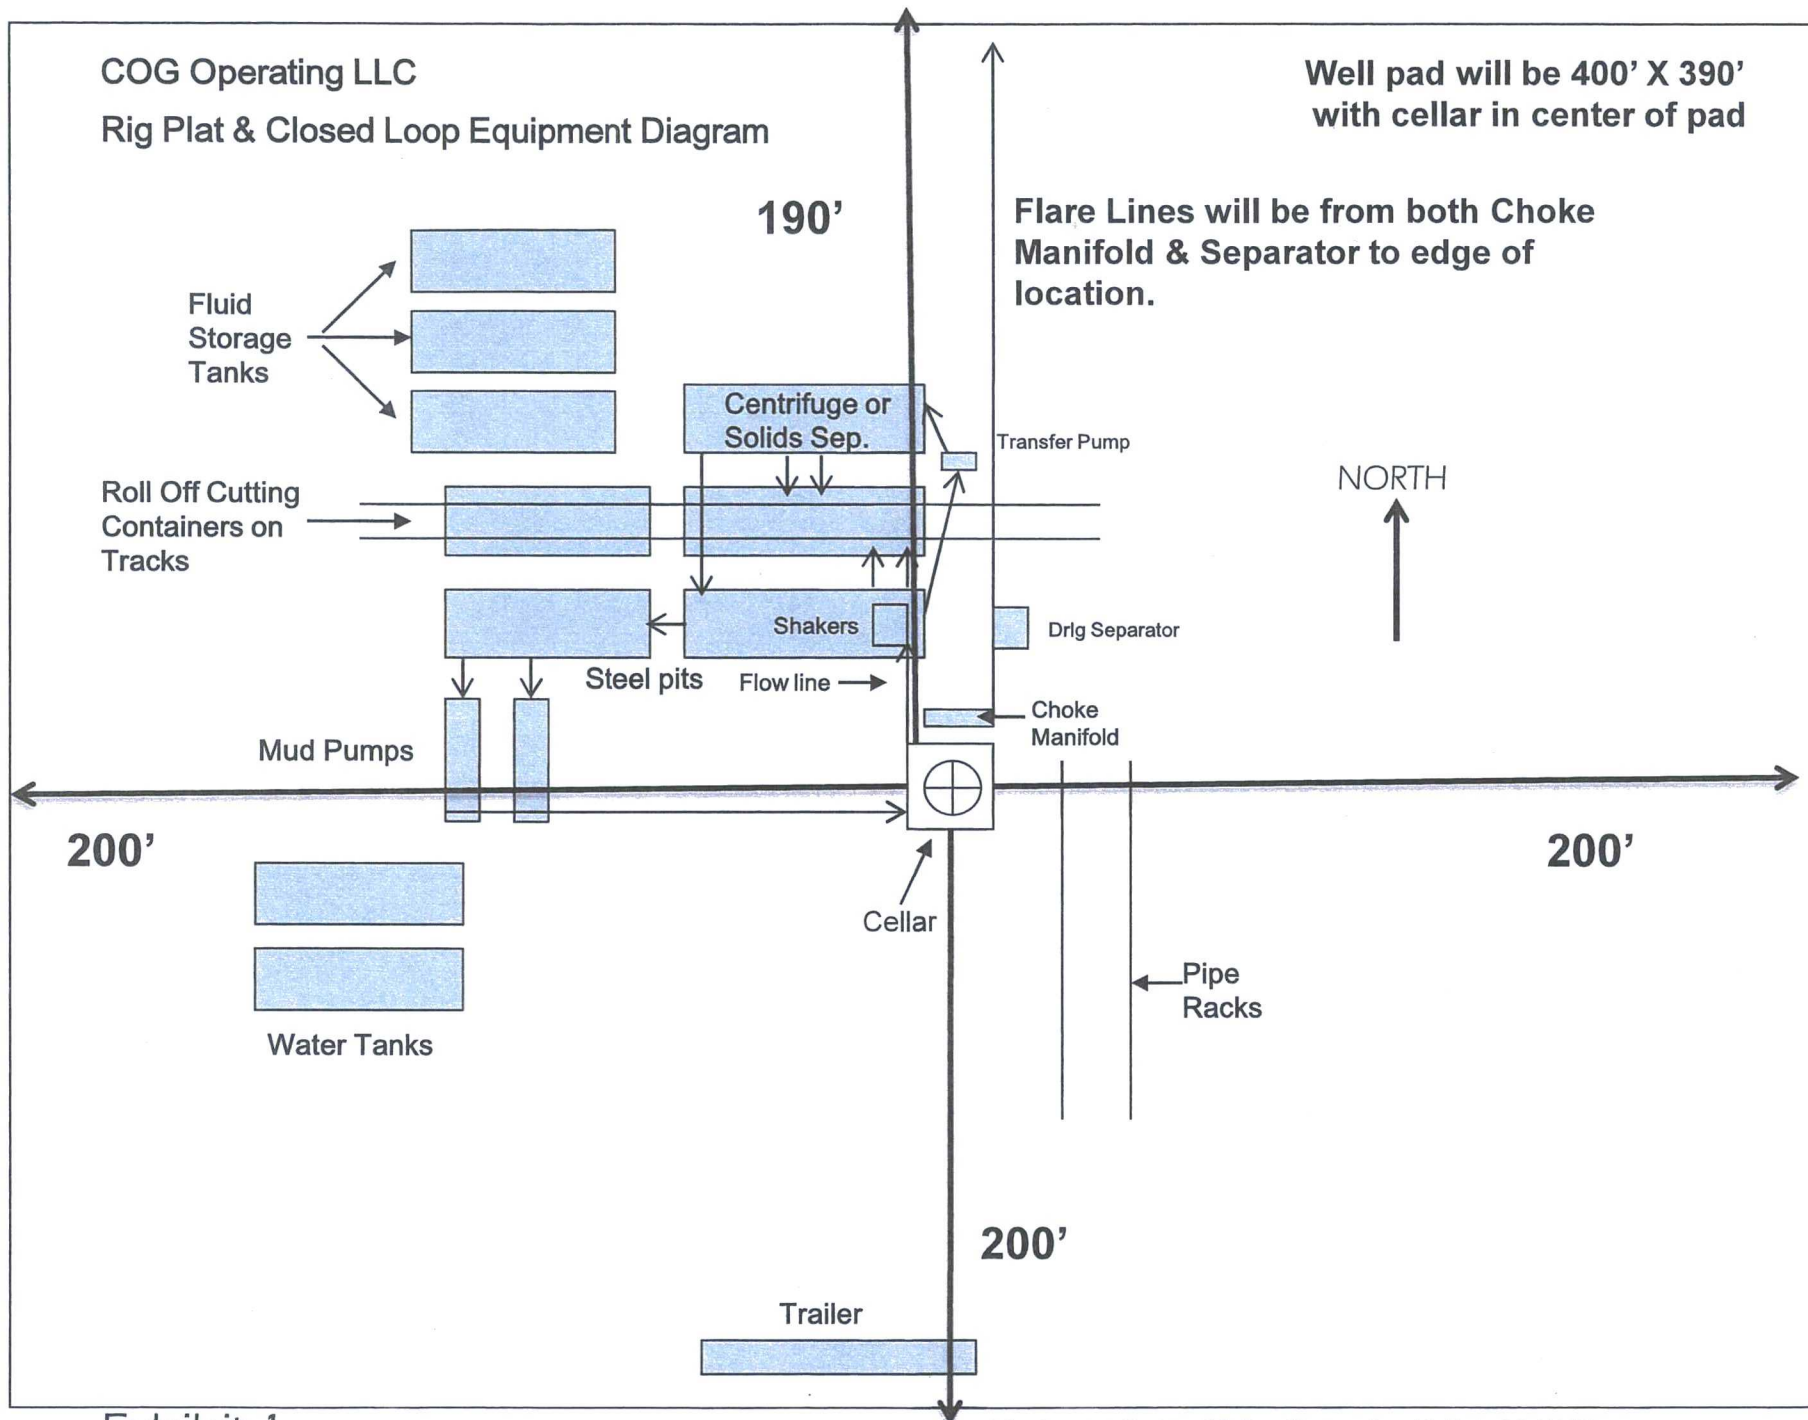 COG Operating LLC
Rig Plat & Closed Loop Equipment Diagram
Well pad will be 400’ X 390’
with cellar in center of pad
190’
Flare Lines will be from both Choke
Manifold & Separator to edge of
location.
Fluid
Storage
Tanks
Centrifuge or
Solids Sep.
Transfer Pump
NORTH
Roll Off Cutting
Containers on
Tracks
Shakers
Drlg Separator
Steel pits
Flow line
Choke
Manifold
Mud Pumps
200’
200’
Cellar
Pipe
Racks
Water Tanks
200’
Trailer
Exhibit 1